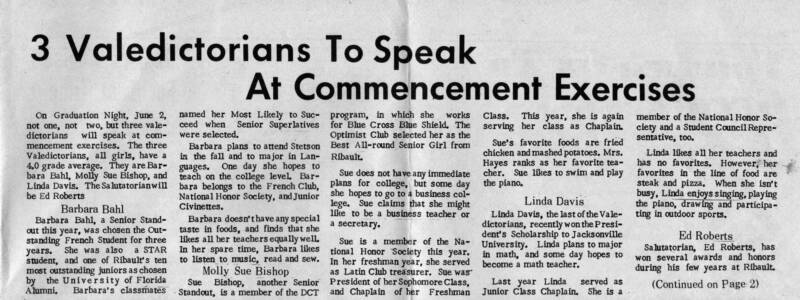 3 Valedictorians To Speak
At Commencement Exercises
On Graduation Night, June 2,
not one, not two, but three vale-
dictorians will speak at com-
mencement exercises. The three
Valedictorians, all girls, have a
4.0 grade average. They are Bar-
bara Bahl, Molly Sue Bishop, and
Linda Davis. The Salutatorian will
be Ed Roberts
Barbara Bahl
Barbara Bahl, a Senior Stand-
out this year, was chosen the Out-
standing French Student for three
years. She was also a STAR
student, and one of Ribault's ten
most outstanding juniors as chosen
by the University of Florida
Alumni. Barbara's classmates
named her Most Likely to Suc-
ceed when Senior Superlatives
were selected.
Barbara plans to attend Stetson
in the fall and to major in Lan-
guages. One day she hopes to
teach on the college level. Bar-
bara belongs to the French Club,
National Honor Society, and Junior
Civinettes.
Barbara doesn't have any special
taste in foods, and finds that she
likes all her teachers equally well.
In her spare time, Barbara likes
to listen to music, read and sew.
Molly Sue Bishop
Sue Bishop, another Senior
Standout, is a member of the DCT
program, in which she works
for Blue Cross Blue Shield. The
Optimist Club selected her as the
Best All-round Senior Girl from
Ribault.
Sue does not have any immediate
plans for college, but some day
she hopes to go to a business col-
lege. Sue claims that she might
like to be a business teacher or
a secretary.
Sue is a member of the Na-
tional Honor Society this year.
In her freshman year, she served
as Latin Club treasurer. Sue was
President of her Sophomore Class,
and Chaplain of her Freshman
Class. This year, she is again
serving her class as Chaplain.
Sue's favorite foods are fried
chicken and mashed potatoes. Mrs.
Hayes ranks as her favorite tea-
cher. Sue likes to swim and play
the piano.
Linda Davis
Linda Davis, the last of the Vale-
dictorians, recently won the Pres-
ident's Scholarship to Jacksonville
University. Linda plans to major
in math, and some day hopes to
become a math teacher.
Last year Linda served as
Junior Class Chaplain. She is a
member of the National Honor Soc-
iety and a Student Council Repre-
sentative, too.
Linda likes all her teachers and
has no favorites. However, her
favorites in the line of food are
steak and pizza. When she isn't
busy, Linda enjoys singing, playing
the piano, drawing and participa-
ting in outdoor sports.
Ed Roberts
Salutatorian, Ed Roberts, has
won several awards and honors
during his few years at Ribault.
(Continued on Page 2)